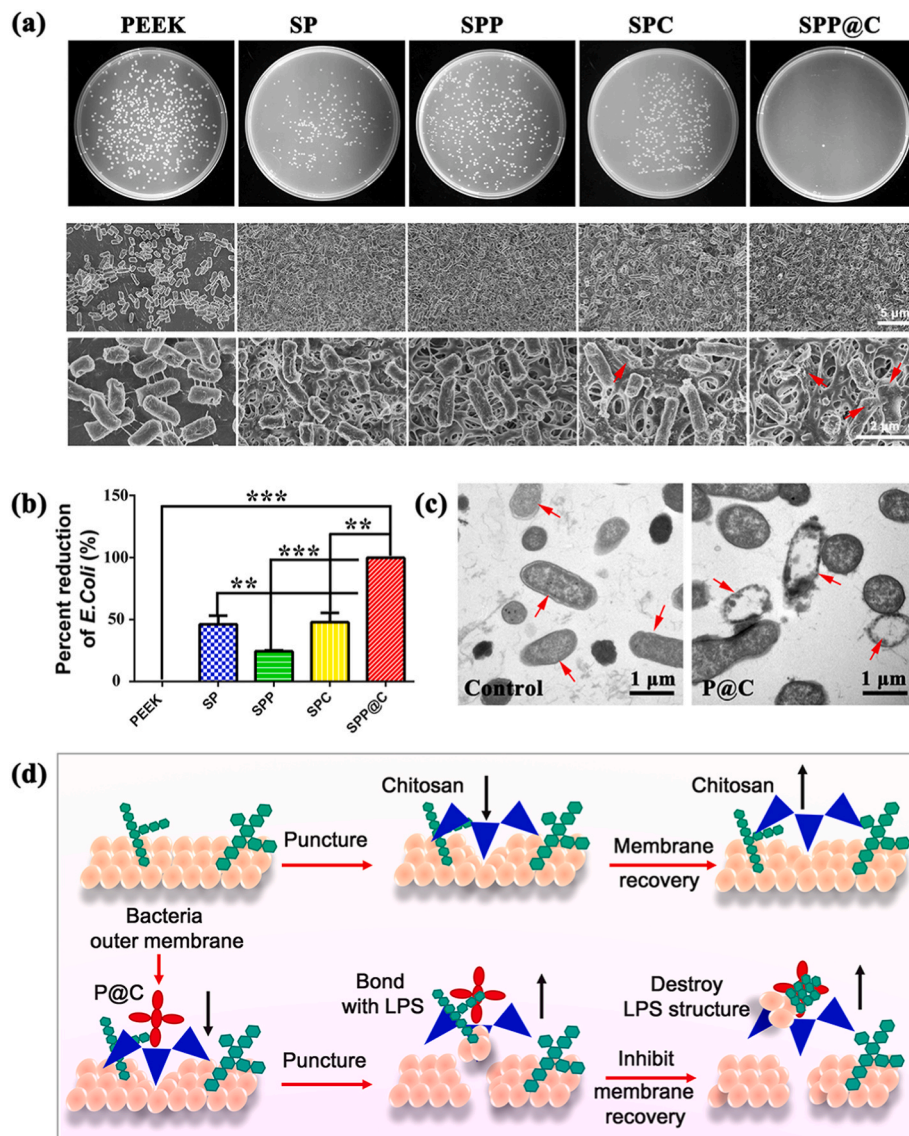 (a)
PEEK SP SPP SPC SPP@C
5 μm
2 μm
(b)
Percent reduction
of E.Coli (%)
150
100
50
0
***
**
***
**
PEEK
SP
SPP
SPC
SPP@C
(c)
Control
1 μm
P@C
1 μm
(d)
Puncture
Chitosan
Membrane
recovery
Chitosan
Bacteria
outer membrane
P@C
Puncture
Bond
with LPS
Inhibit
membrane
recovery
Destroy
LPS structure